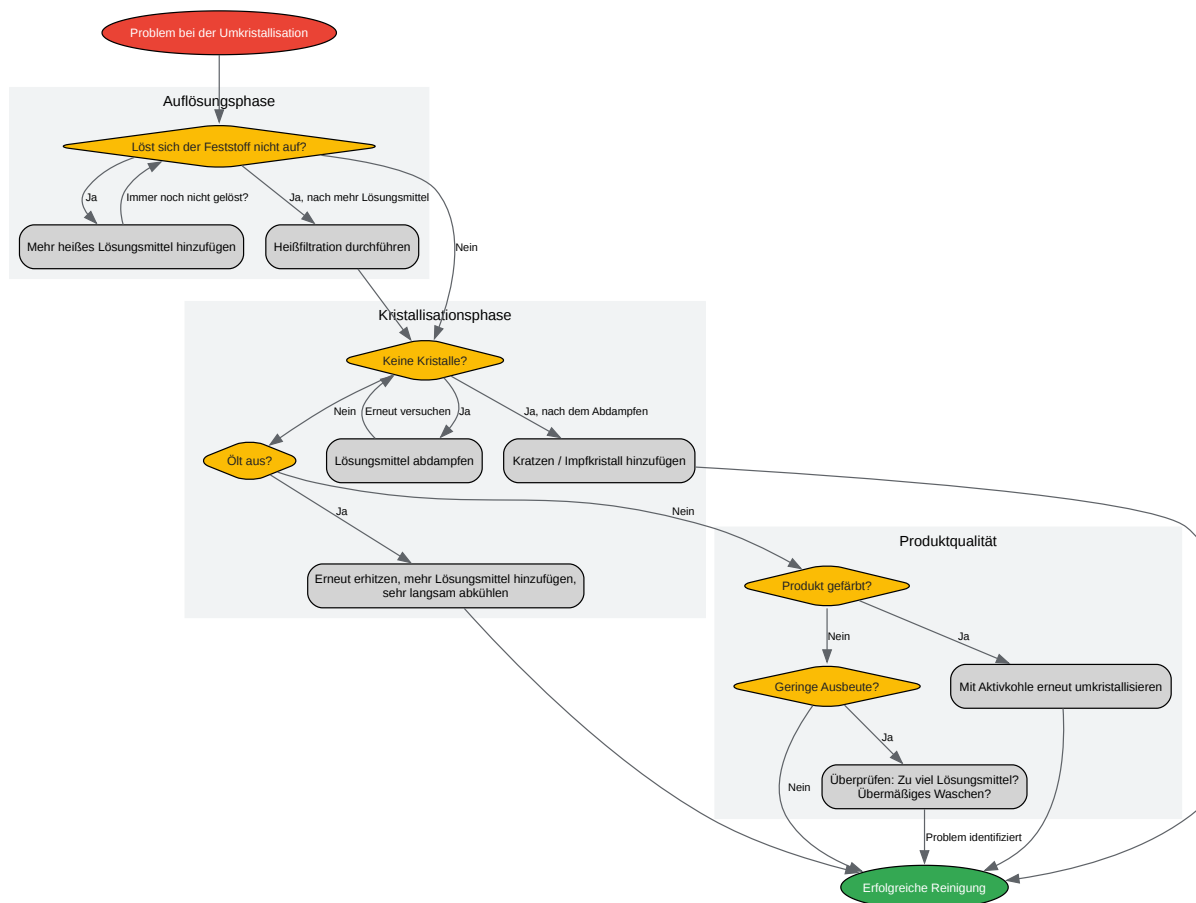 Problem bei der Umkristallisation
Auflösungsphase
Löst sich der Feststoff nicht auf?
Ja
Immer noch nicht gelöst?
Ja, nach mehr Lösungsmittel
Mehr heißes Lösungsmittel hinzufügen
Heißfiltration durchführen
Nein
Kristallisationsphase
Keine Kristalle?
Nein
Erneut versuchen
Ja
Ja, nach dem Abdampfen
Ölt aus?
Lösungsmittel abdampfen
Kratzen / Impfkristall hinzufügen
Ja
Nein
Erneut erhitzen, mehr Lösungsmittel hinzufügen,
sehr langsam abkühlen
Produktqualität
Produkt gefärbt?
Nein
Ja
Geringe Ausbeute?
Mit Aktivkohle erneut umkristallisieren
Ja
Nein
Überprüfen: Zu viel Lösungsmittel?
Übermäßiges Waschen?
Problem identifiziert
Erfolgreiche Reinigung